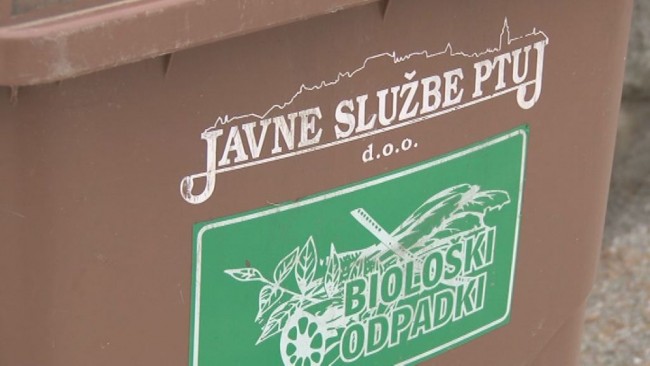 JAVNE SLUŽBE PTUJ
d.o.o.
BIOLOŠKI
ODPADKI